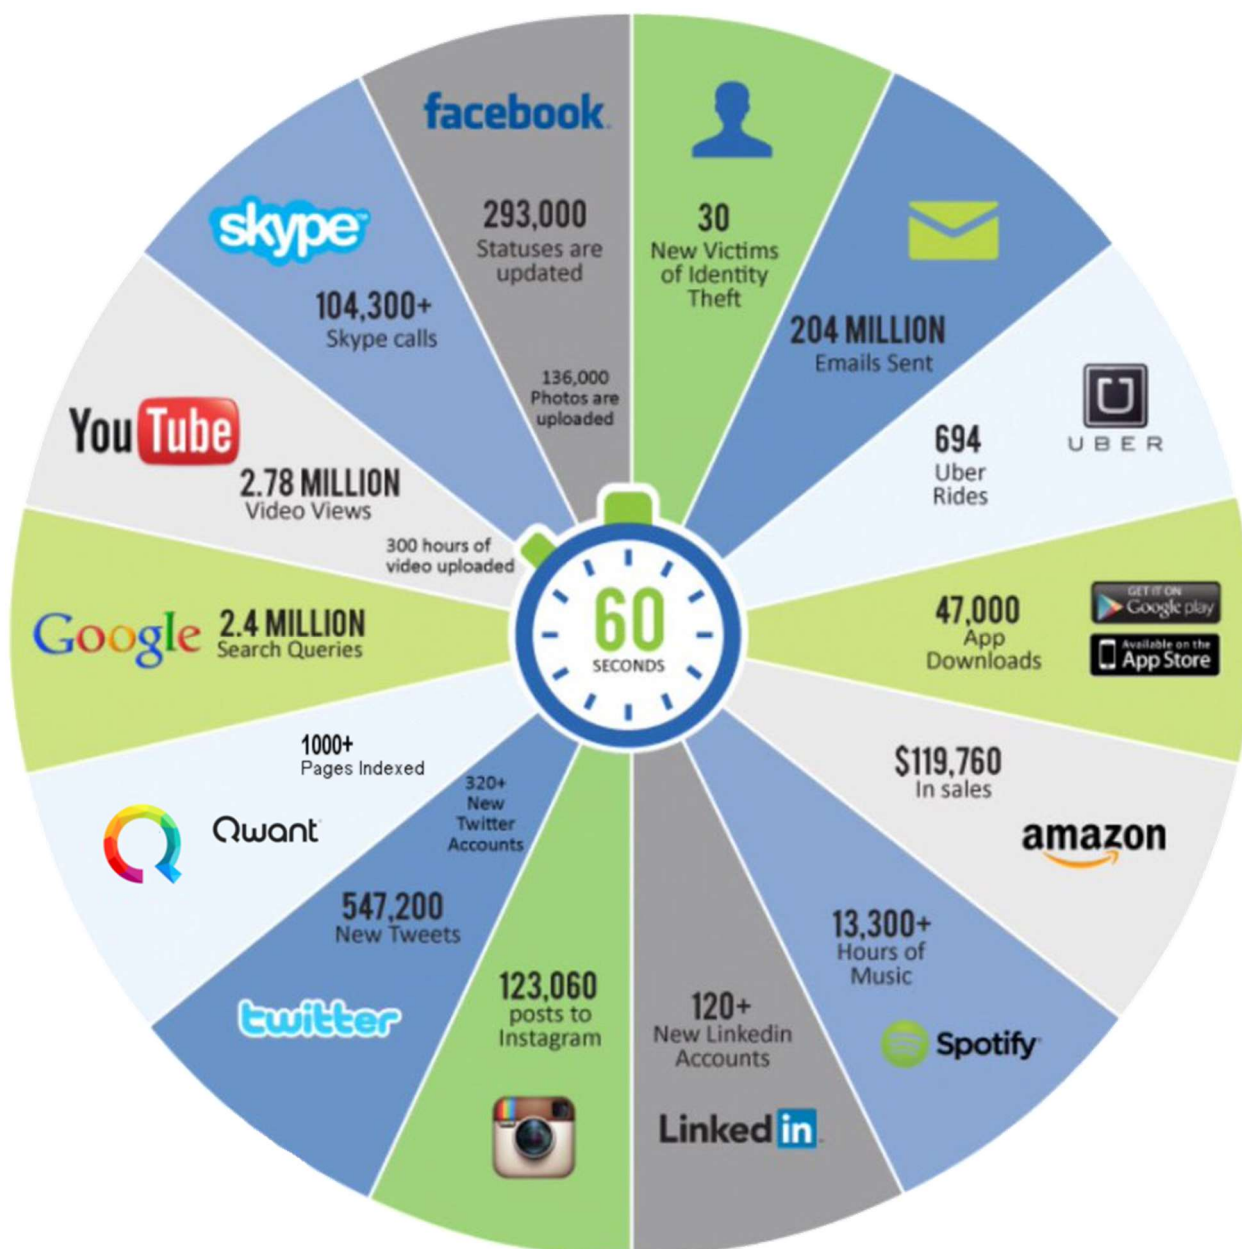 facebook
293,000
Statuses are
updated
136,000
Photos are
uploaded
30
New Victims
of Identity
Theft
204 MILLION
Emails Sent
UBER
694
Uber
Rides
47,000
App
Downloads
GET IT ON
Google play
Available on the
App Store
$119,760
In sales
amazon
13,300+
Hours of
Music
Spotify
120+
New Linkedin
Accounts
Linked in
123,060
posts to
Instagram
320+
New
Twitter
Accounts
547,200
New Tweets
twitter
1000+
Pages Indexed
Qwant
Google
2.4 MILLION
Search Queries
You Tube
2.78 MILLION
Video Views
300 hours of
video uploaded
skype
104,300+
Skype calls
60
SECONDS